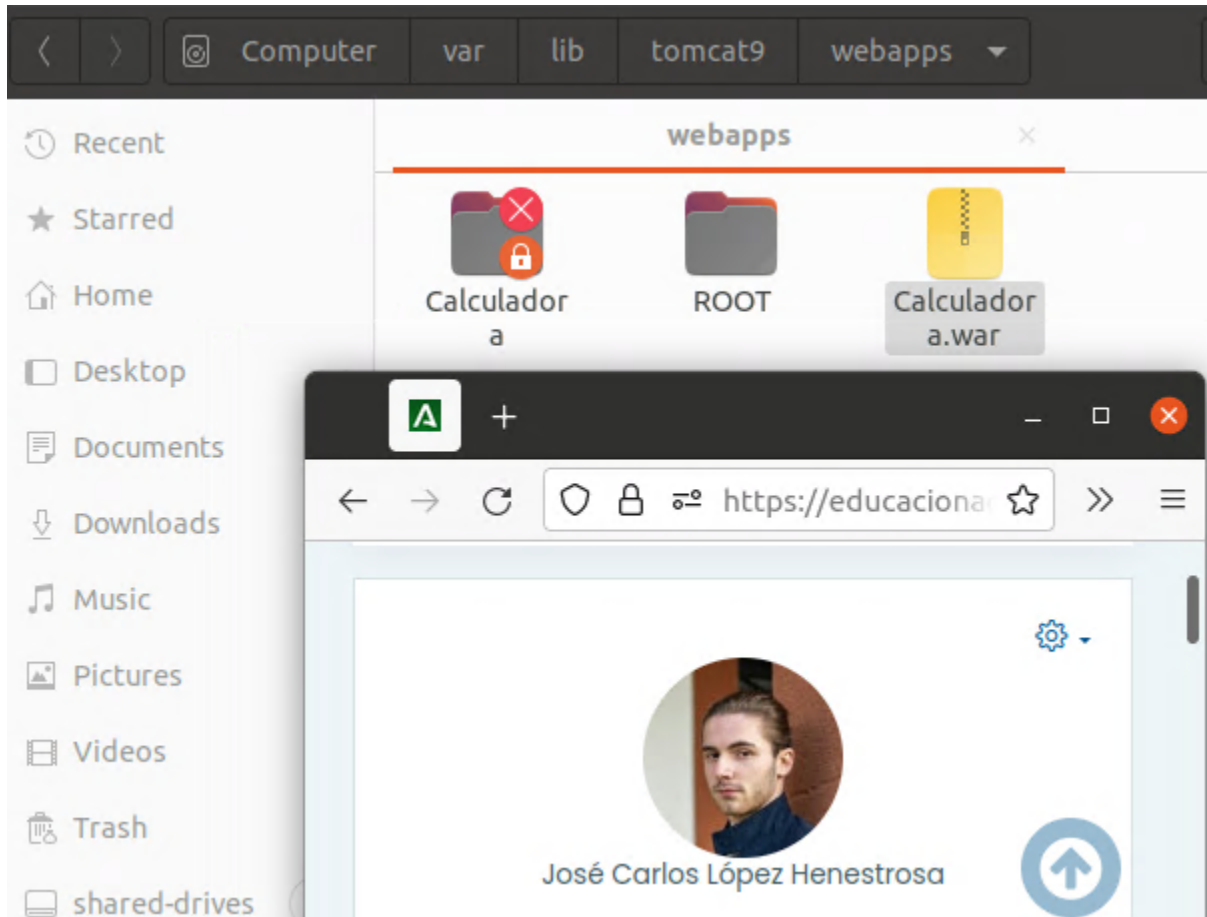 Computer var lib tomcat9 webapps
webapps
Recent
Starred
Home
Desktop
Documents
Downloads
Music
Pictures
Videos
Trash
shared-drives
Calculador
a
ROOT
Calculador
a.war
https://educaciona
José Carlos López Henestrosa